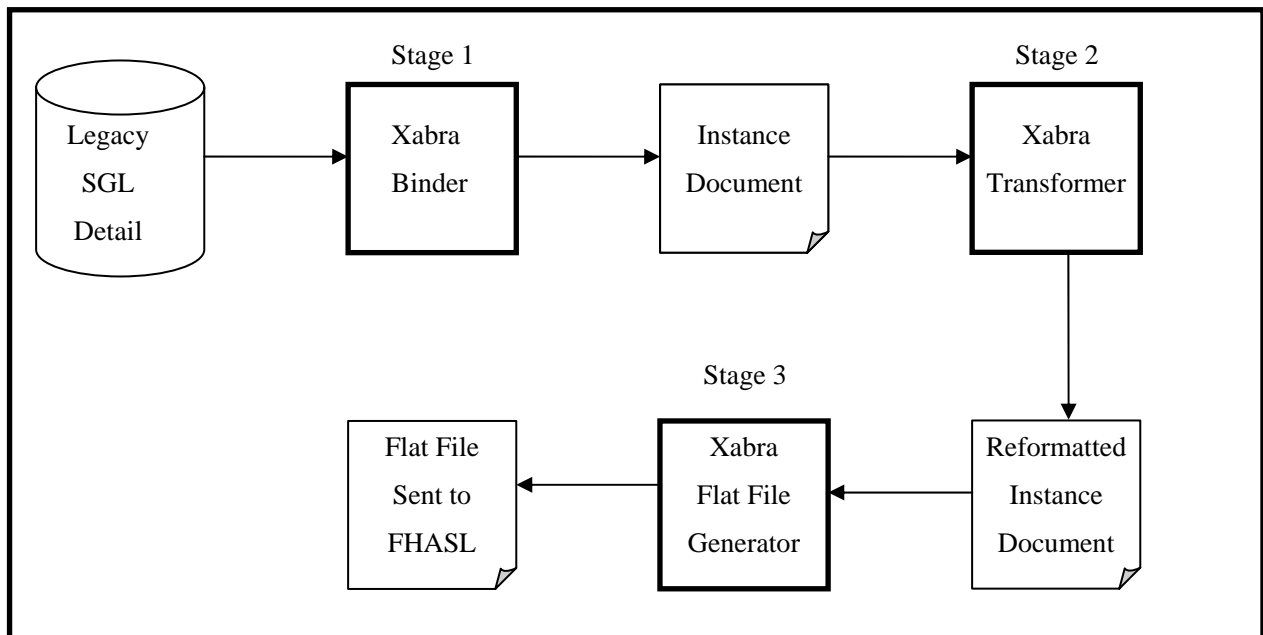 Stage 1
Stage 2
Legacy
SGL
Detail
Xabra
Binder
Instance
Document
Xabra
Transformer
Stage 3
Reformatted
Instance
Document
Xabra
Flat File
Generator
Flat File
Sent to
FHASL